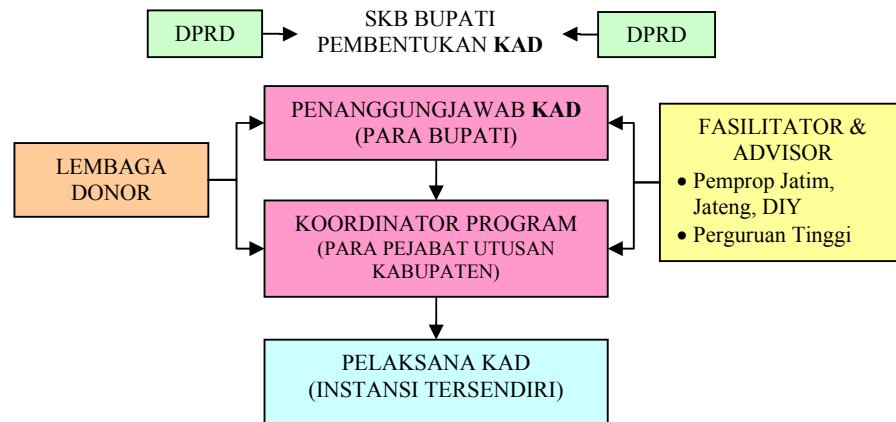 DPRD
SKB BUPATI
PEMBENTUKAN KAD
DPRD
PENANGGUNGJAWAB KAD
(PARA BUPATI)
LEMBAGA
DONOR
FASILITATOR &
ADVISOR
• Pemprop Jatim,
Jateng, DIY
• Perguruan Tinggi
KOORDINATOR PROGRAM
(PARA PEJABAT UTUSAN
KABUPATEN)
PELAKSANA KAD
(INSTANSI TERSENDIRI)